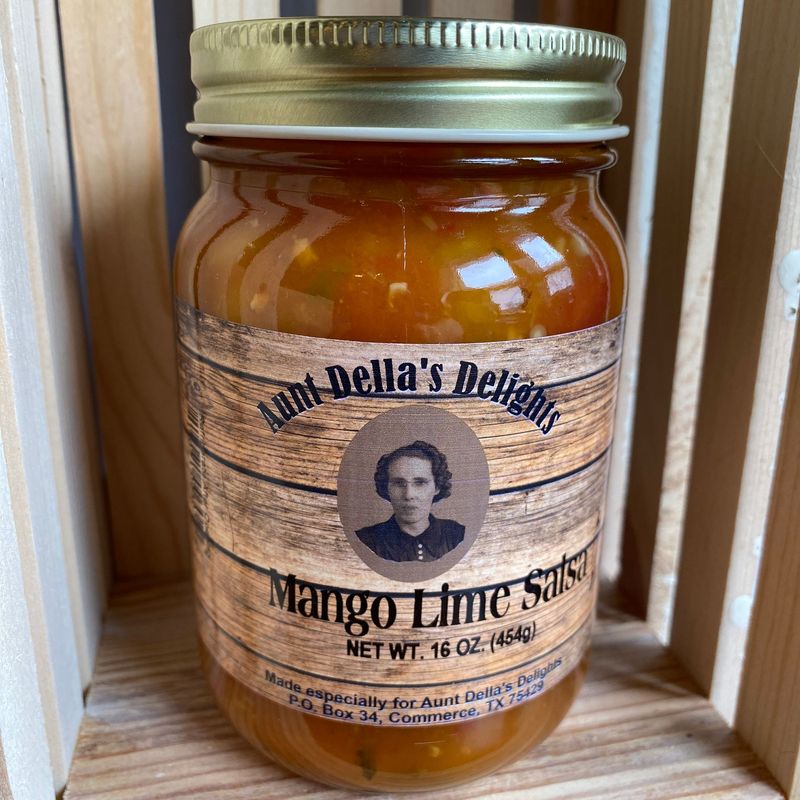 Aunt Della's Delights
Mango Lime Salsa
NET WT. 16 OZ. (454g)
Made especially for Aunt Della's Delights
P.O. Box 34, Commerce, TX 75429